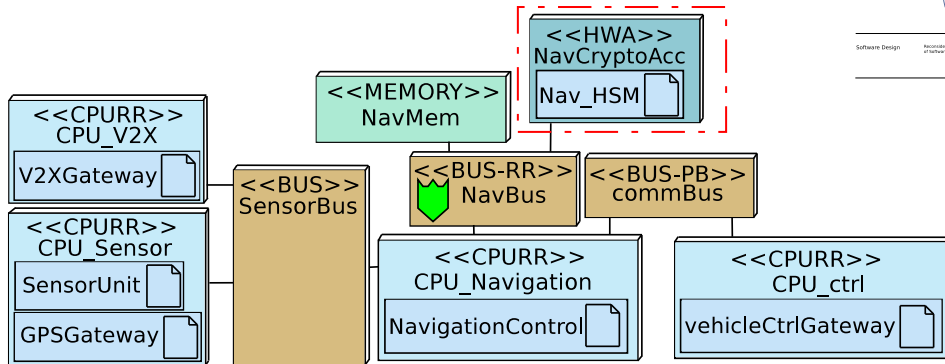 <<HWA>>
NavCryptoAcc
Nav_HSM
Software Design
<<MEMORY>>
NavMem
<<CPURR>>
CPU_V2X
V2XGateway
<<BUS>>
SensorBus
<<BUS-RR>>
NavBus
<<BUS-PB>>
commBus
<<CPURR>>
CPU_Sensor
SensorUnit
GPSGateway
<<CPURR>>
CPU_Navigation
NavigationControl
<<CPURR>>
CPU_ctrl
vehicleCtrlGateway